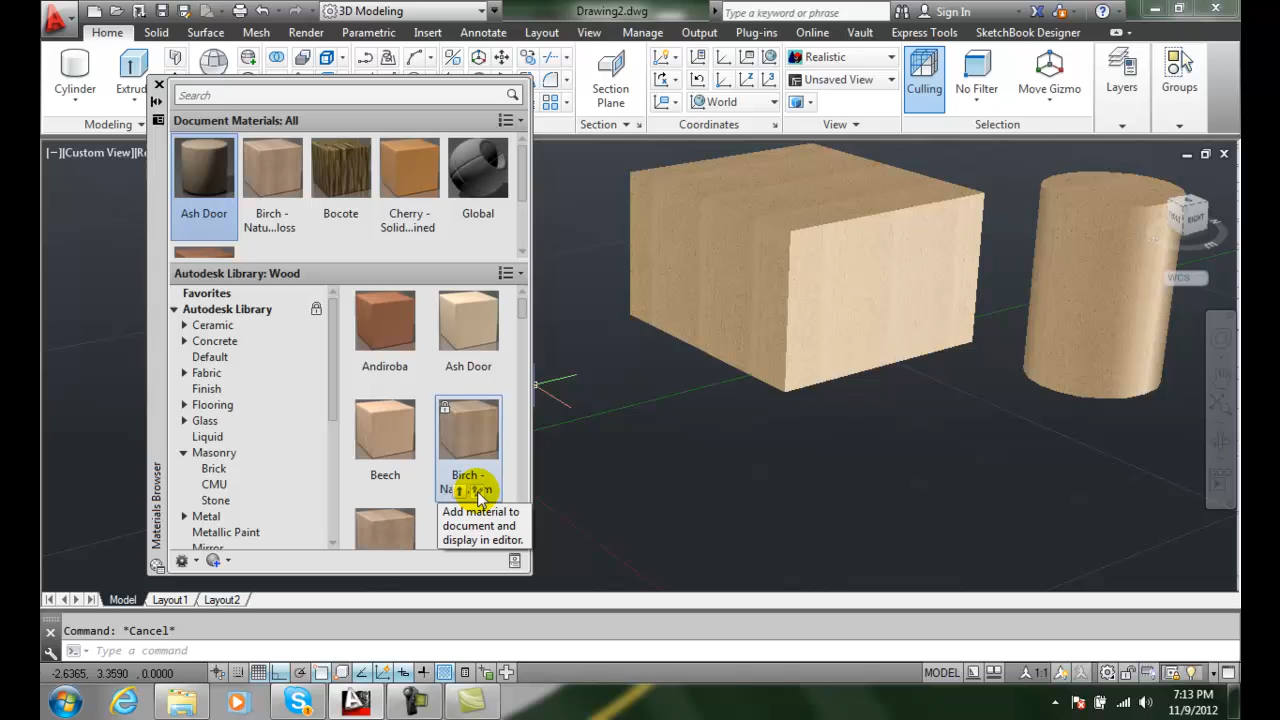 3D Modeling
Drawing2.dwg
Type a keyword or phrase
Sign In
Home
Solid
Surface
Mesh
Render
Parametric
Insert
Annotate
Layout
View
Manage
Output
Plug-ins
Online
Vault
Express Tools
SketchBook Designer
Cylinder
Extrud
Modeling
Section
Plane
Section
Realistic
Unsaved View
World
Coordinates
View
Culling
No Filter
Move Gizmo
Selection
Layers
Groups
Search
Document Materials: All
Ash Door
Birch -
Natu...loss
Bocote
Cherry -
Solid...ined
Global
Autodesk Library: Wood
Favorites
Autodesk Library
Ceramic
Concrete
Default
Fabric
Finish
Flooring
Glass
Liquid
Masonry
Brick
CMU
Stone
Metal
Metallic Paint
Mirror
Andiroba
Ash Door
Beech
Birch -
Add material to
document and
display in editor.
Materials Browser
[−][Custom View][R
RIGHT
WCS
Model
Layout1
Layout2
Command: *Cancel*
Type a command
-2.6365, 3.3590 , 0.0000
MODEL
1:1
7:13 PM
11/9/2012